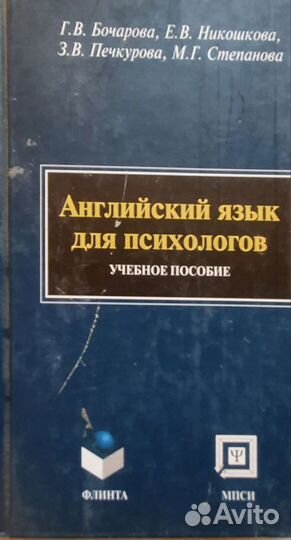 Г.В. Бочарова, Е.В. Никошкова,
З.В. Печкурова, М.Г. Степанова
Английский язык
для психологов
УЧЕБНОЕ ПОСОБИЕ
Ψ
ФЛИНТА
МПСИ
Avito